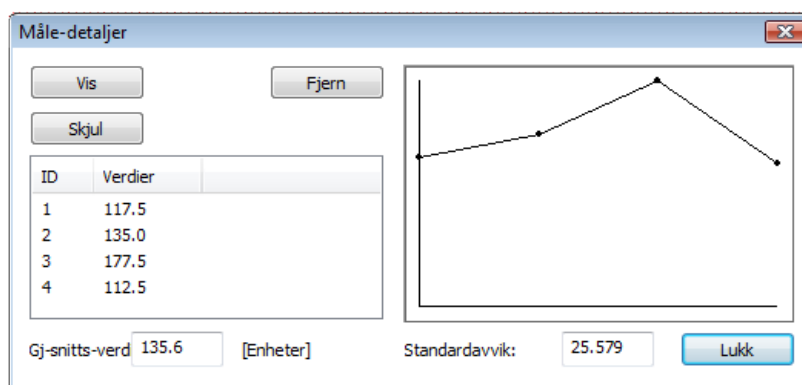 Måle-detaljer
Vis
Fjern
Skjul
ID Verdier
1 117.5
2 135.0
3 177.5
4 112.5
Gj-snitts-verd 135.6 [Enheter]
Standardavvik: 25.579
Lukk